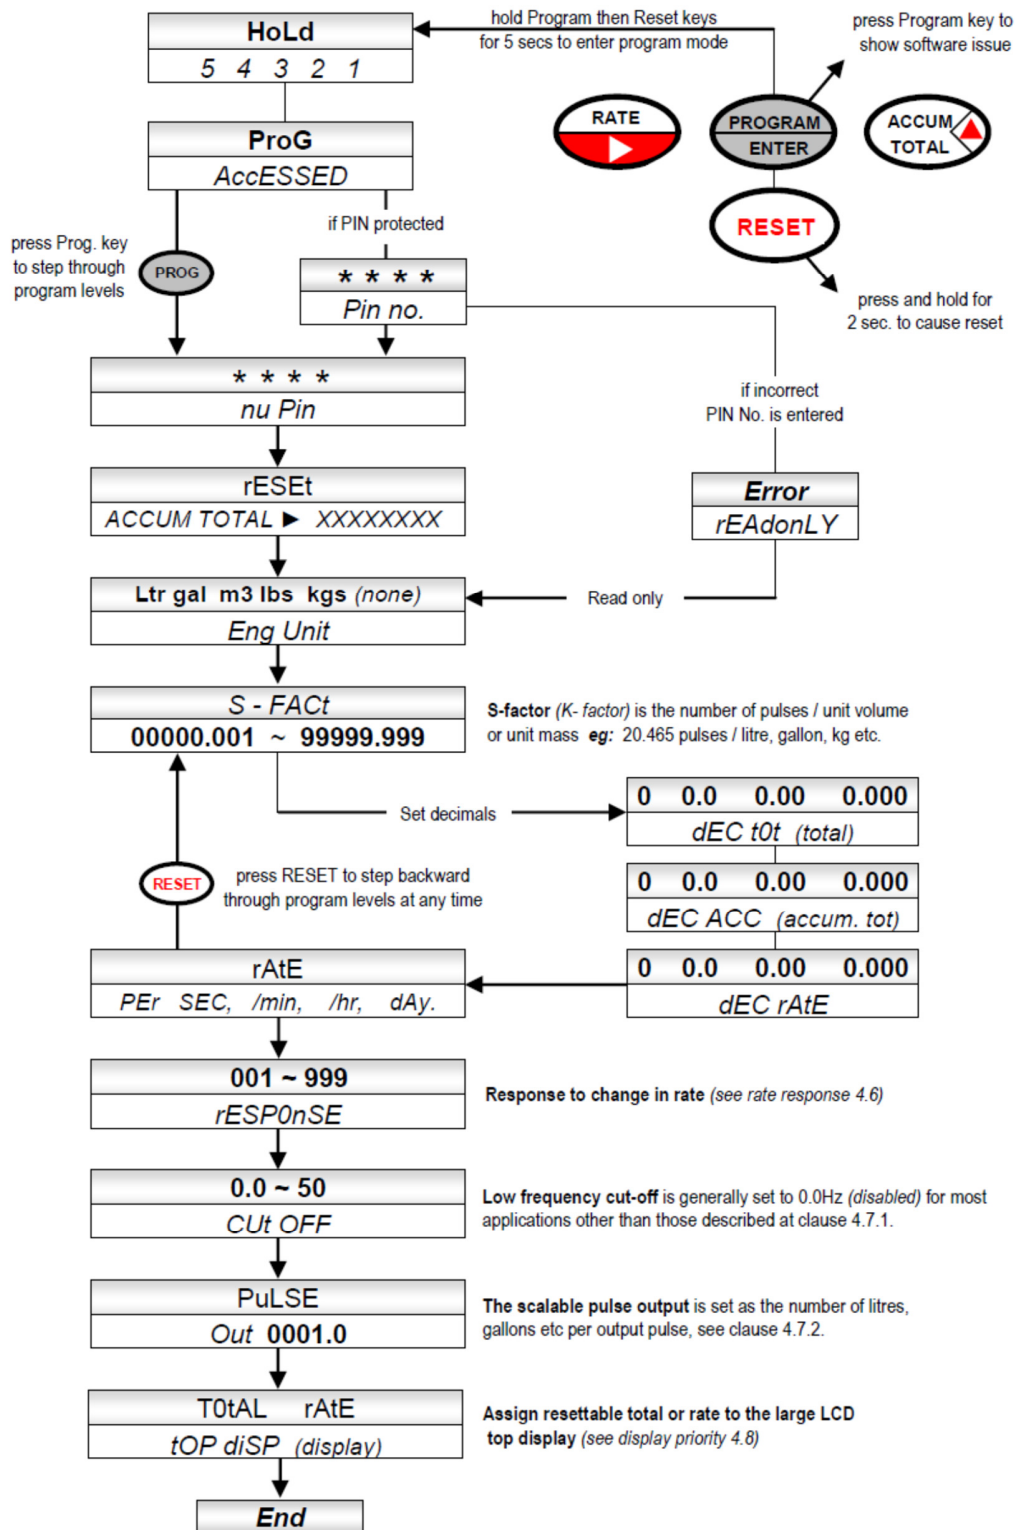 HoLd
5 4 3 2 1
hold Program then Reset keys
for 5 secs to enter program mode
press Program key to
show software issue
RATE
PROGRAM
ENTER
ACCUM
TOTAL
RESET
press and hold for
2 sec. to cause reset
ProG
AccESSED
if PIN protected
press Prog. key
to step through
program levels
PROG
* * * *
Pin no.
* * * *
nu Pin
if incorrect
PIN No. is entered
rESEt
ACCUM TOTAL ► XXXXXXXX
Error
rEAdonLY
Ltr gal m3 lbs kgs (none)
Eng Unit
Read only
S - FACt
00000.001 ~ 99999.999
S-factor (K- factor) is the number of pulses / unit volume
or unit mass eg: 20.465 pulses / litre, gallon, kg etc.
Set decimals
0 0.0 0.00 0.000
dEC t0t (total)
0 0.0 0.00 0.000
dEC ACC (accum. tot)
0 0.0 0.00 0.000
dEC rAtE
RESET
press RESET to step backward
through program levels at any time
rAtE
PEr SEC, /min, /hr, dAy.
001 ~ 999
rESP0nSE
Response to change in rate (see rate response 4.6)
0.0 ~ 50
CUt OFF
Low frequency cut-off is generally set to 0.0Hz (disabled) for most
applications other than those described at clause 4.7.1.
PuLSE
Out 0001.0
The scalable pulse output is set as the number of litres,
gallons etc per output pulse, see clause 4.7.2.
T0tAL rAtE
tOP diSP (display)
Assign resettable total or rate to the large LCD
top display (see display priority 4.8)
End